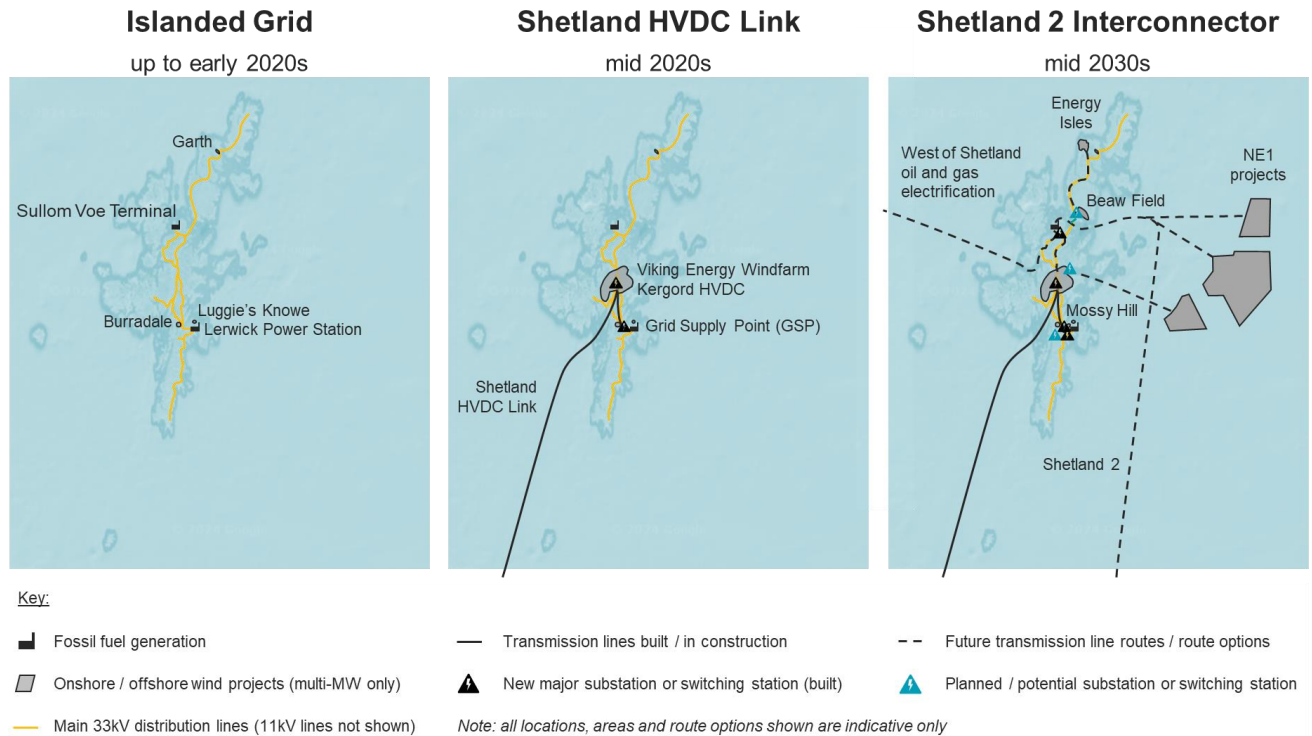 Islanded Grid
up to early 2020s
Garth
Sullom Voe Terminal
Burradale
Luggie's Knowe
Lerwick Power Station
Shetland HVDC Link
mid 2020s
Viking Energy Windfarm
Kergord HVDC
Grid Supply Point (GSP)
Shetland
HVDC Link
Shetland 2 Interconnector
mid 2030s
Energy
Isles
West of Shetland
oil and gas
electrification
NE1
projects
Beaw Field
Mossy Hill
Shetland 2
Key:
Fossil fuel generation
Transmission lines built / in construction
Future transmission line routes / route options
Onshore / offshore wind projects (multi-MW only)
New major substation or switching station (built)
Planned / potential substation or switching station
Main 33kV distribution lines (11kV lines not shown)
Note: all locations, areas and route options shown are indicative only